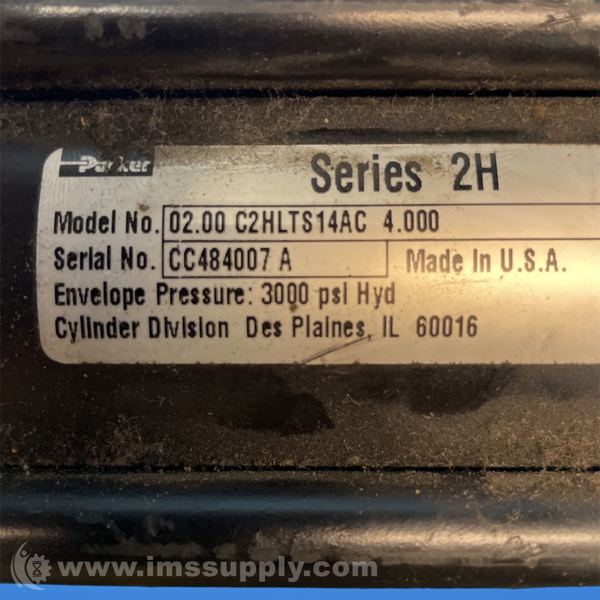 Parker
Series 2H
Model No. 02.00 C2HLTS14AC 4.000
Serial No. CC484007 A Made In U.S.A.
Envelope Pressure: 3000 psi Hyd
Cylinder Division Des Plaines, IL 60016
www.imssupply.com